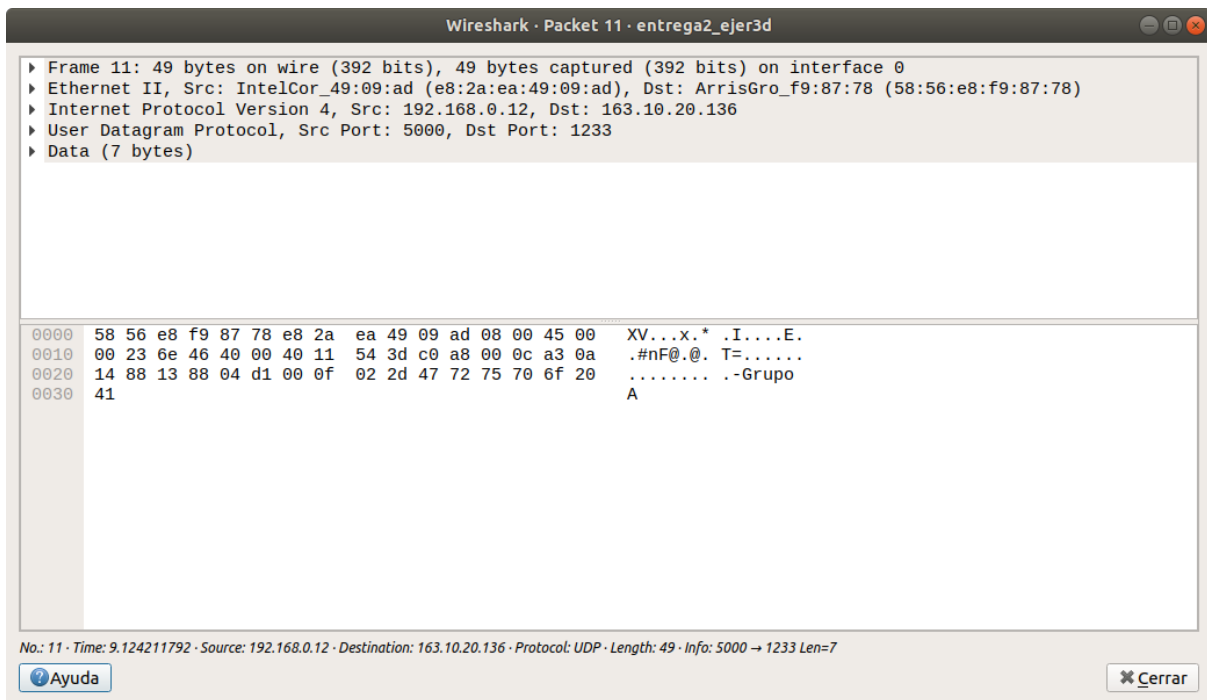 Wireshark · Packet 11 · entrega2_ejer3d
Frame 11: 49 bytes on wire (392 bits), 49 bytes captured (392 bits) on interface 0
Ethernet II, Src: IntelCor_49:09:ad (e8:2a:ea:49:09:ad), Dst: ArrisGro_f9:87:78 (58:56:e8:f9:87:78)
Internet Protocol Version 4, Src: 192.168.0.12, Dst: 163.10.20.136
User Datagram Protocol, Src Port: 5000, Dst Port: 1233
Data (7 bytes)
0000 58 56 e8 f9 87 78 e8 2a ea 49 09 ad 08 00 45 00 XV...x.* .I....E.
0010 00 23 6e 46 40 00 40 11 54 3d c0 a8 00 0c a3 0a .#nF@.@. T=......
0020 14 88 13 88 04 d1 00 0f 02 2d 47 72 75 70 6f 20 ........ .-Grupo
0030 41 A
No.: 11 · Time: 9.124211792 · Source: 192.168.0.12 · Destination: 163.10.20.136 · Protocol: UDP · Length: 49 · Info: 5000 → 1233 Len=7
Ayuda Cerrar